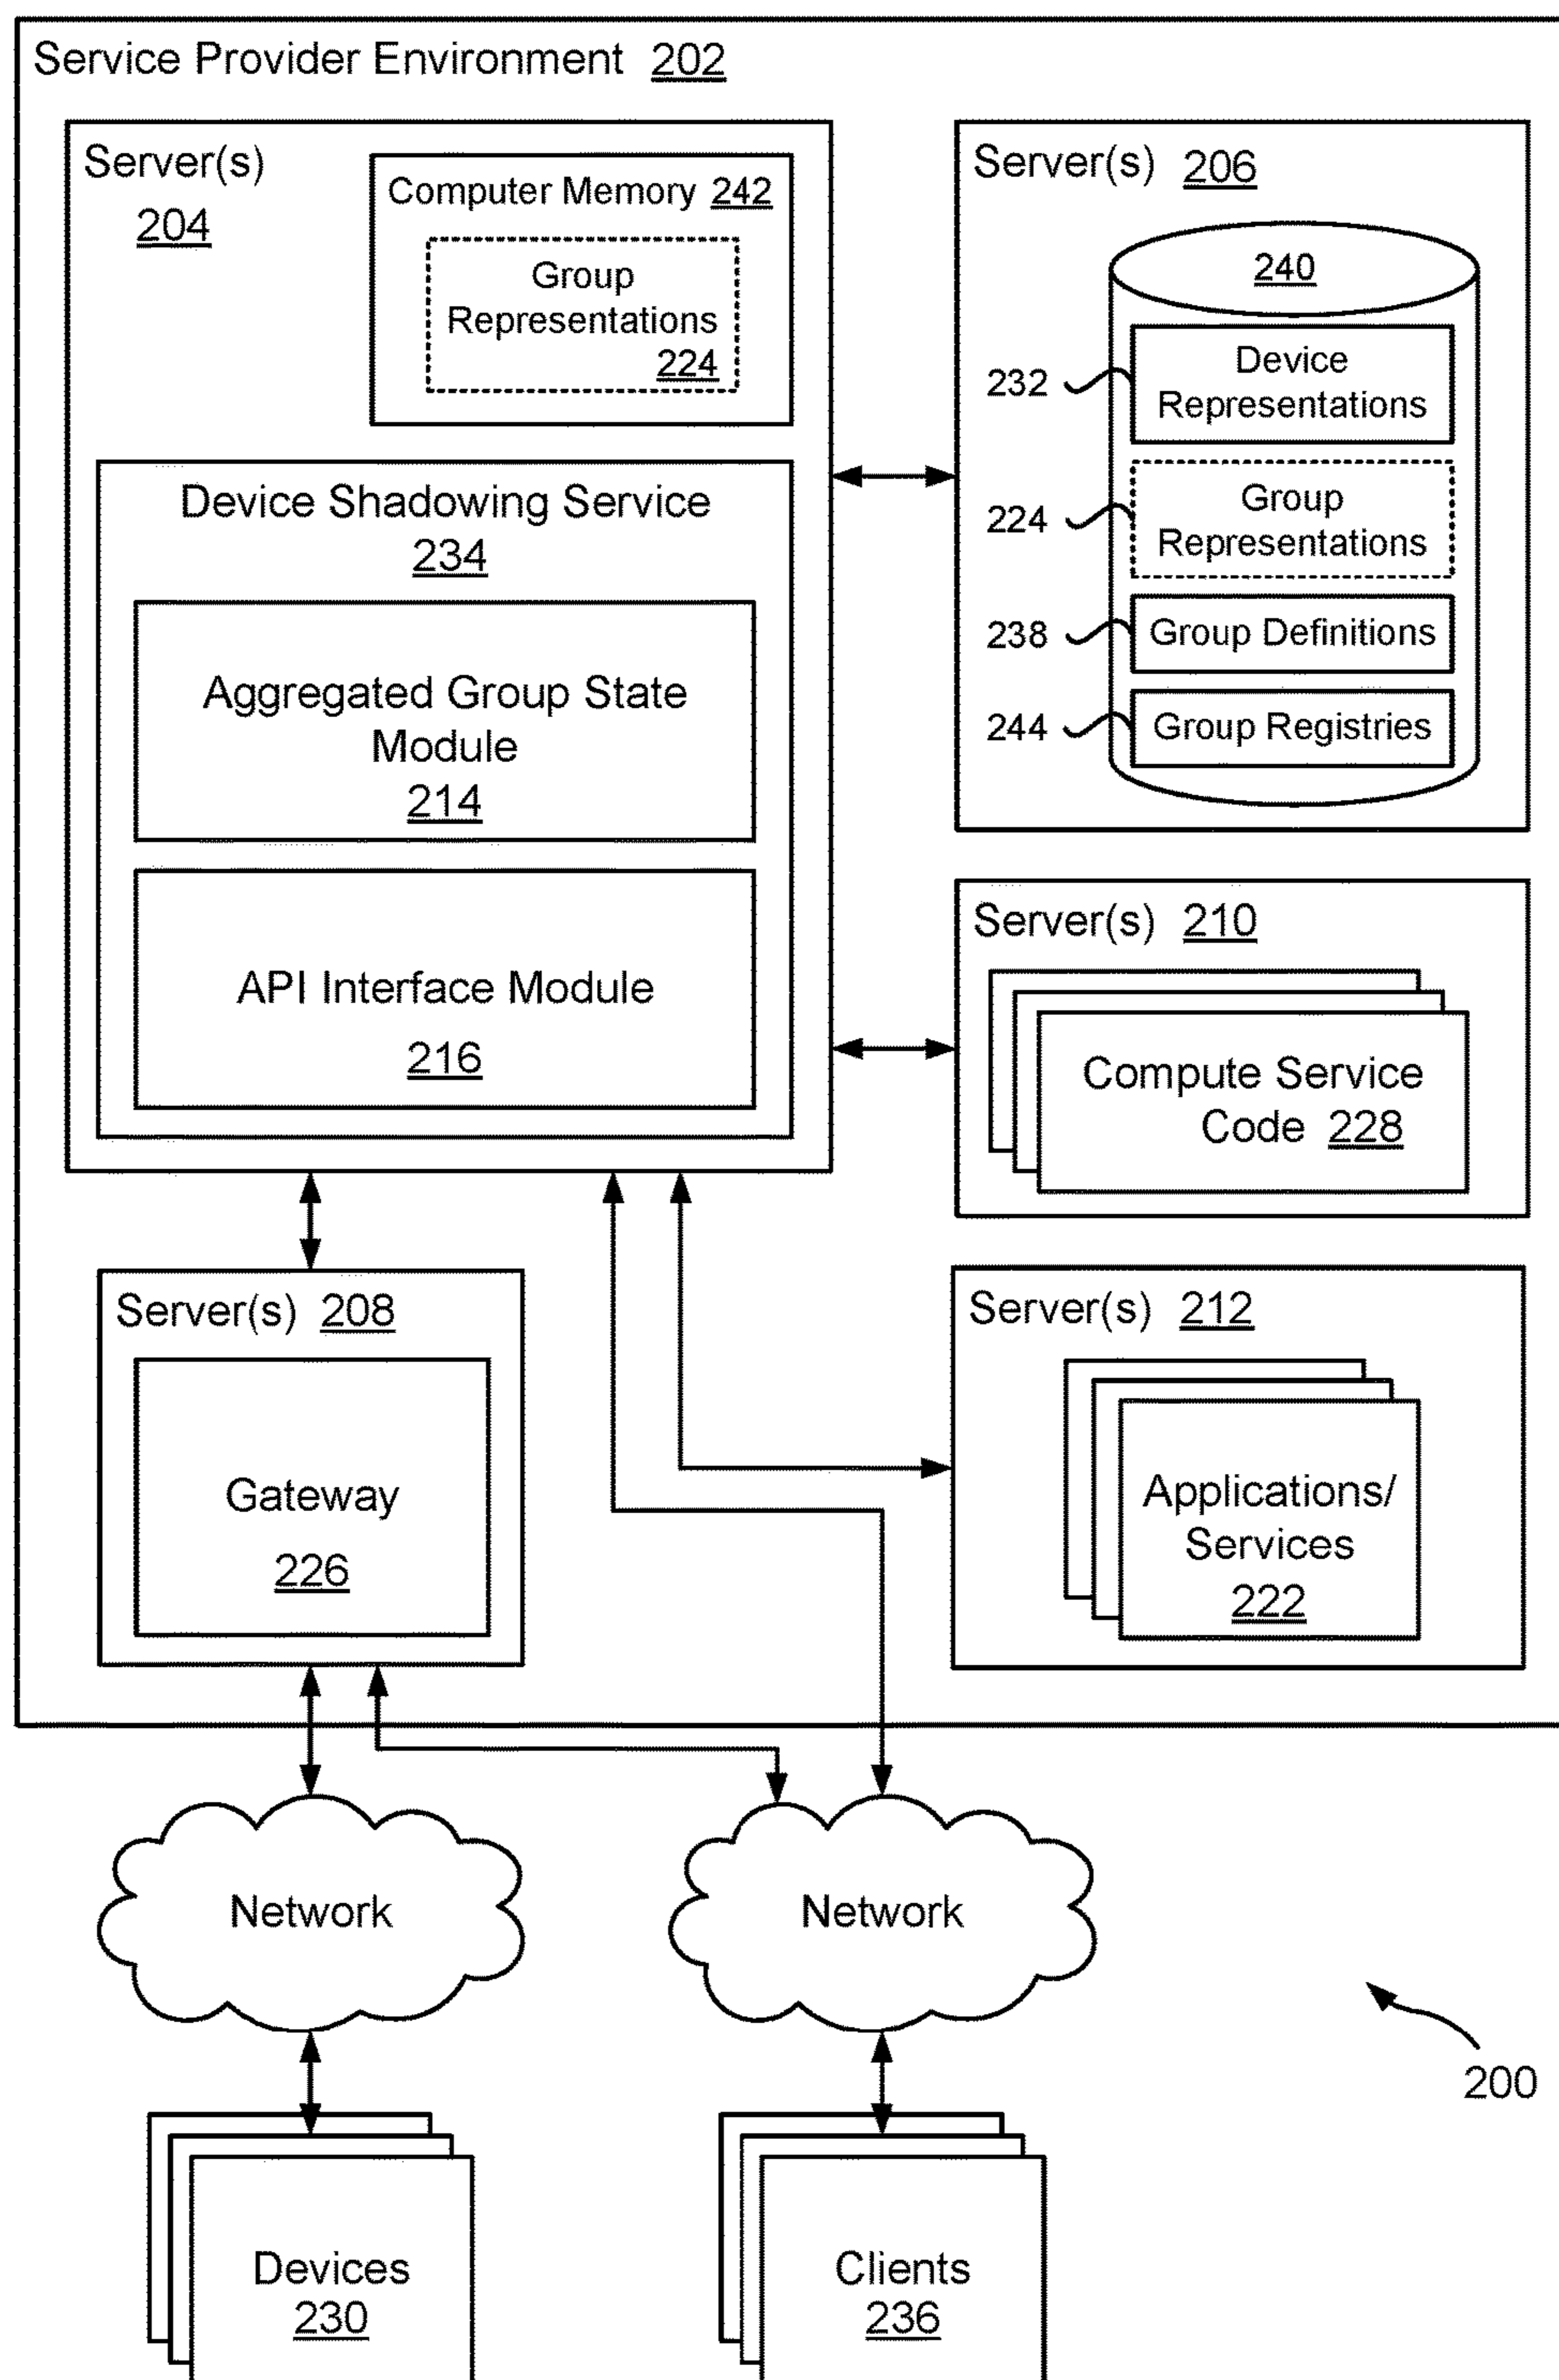 Service Provider Environment 202
Server(s)
204
Computer Memory 242
Group
Representations
224
Device Shadowing Service
234
Aggregated Group State
Module
214
API Interface Module
216
Server(s) 206
240
232
Device
Representations
224
Group
Representations
238
Group Definitions
244
Group Registries
Server(s) 210
Compute Service
Code 228
Server(s) 208
Gateway
226
Server(s) 212
Applications/
Services
222
Network
Network
200
Devices
230
Clients
236